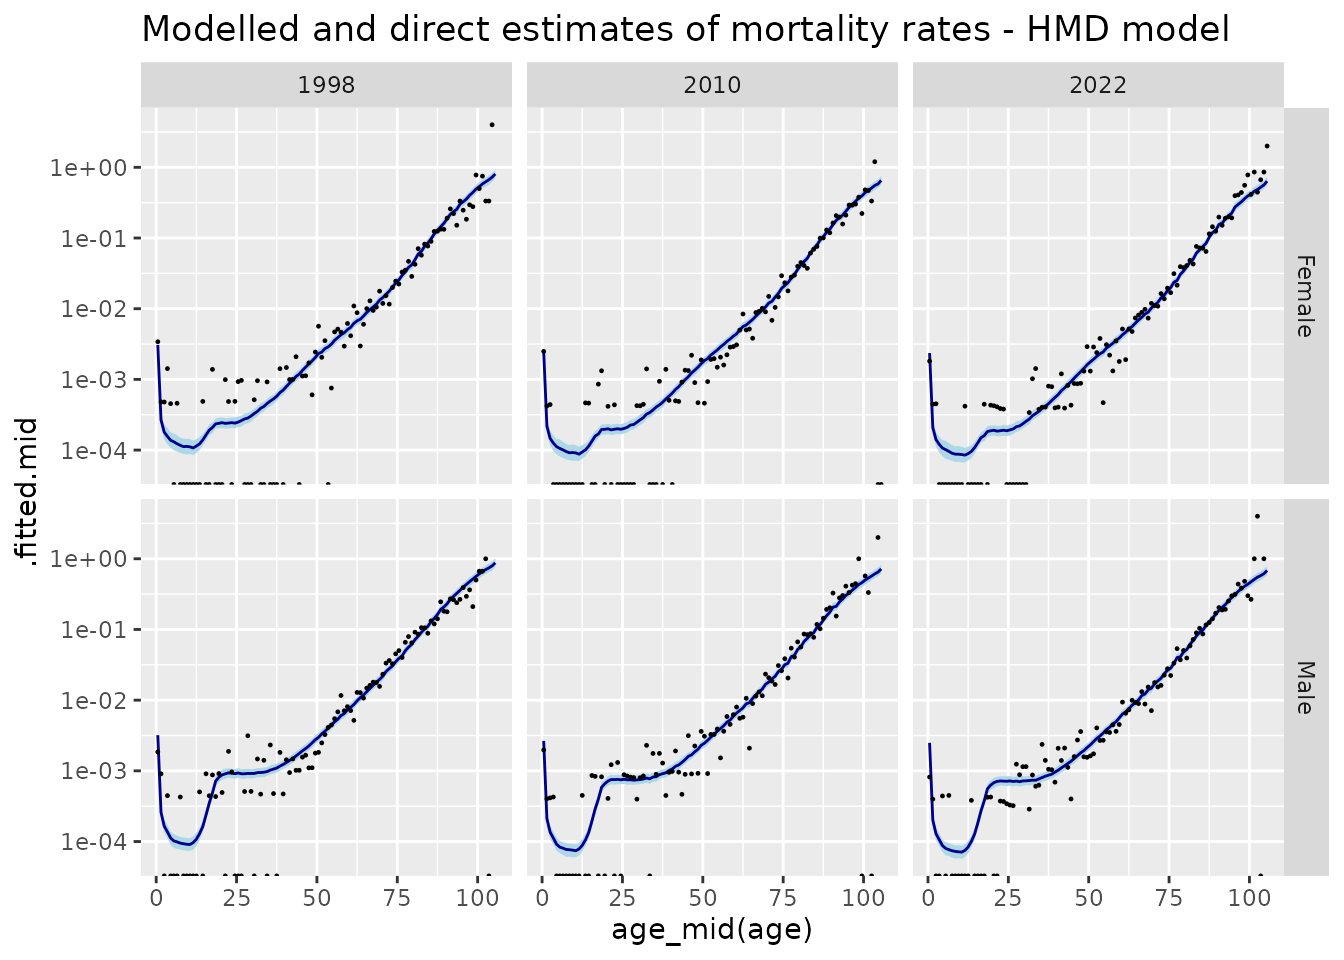 Modelled and direct estimates of mortality rates - HMD model
1998 2010 2022
1e+00
1e-01
1e-02
1e-03
1e-04
Female
1e+00
1e-01
1e-02
1e-03
1e-04
Male
.fitted.mid
0 25 50 75 100 0 25 50 75 100 0 25 50 75 100
age_mid(age)